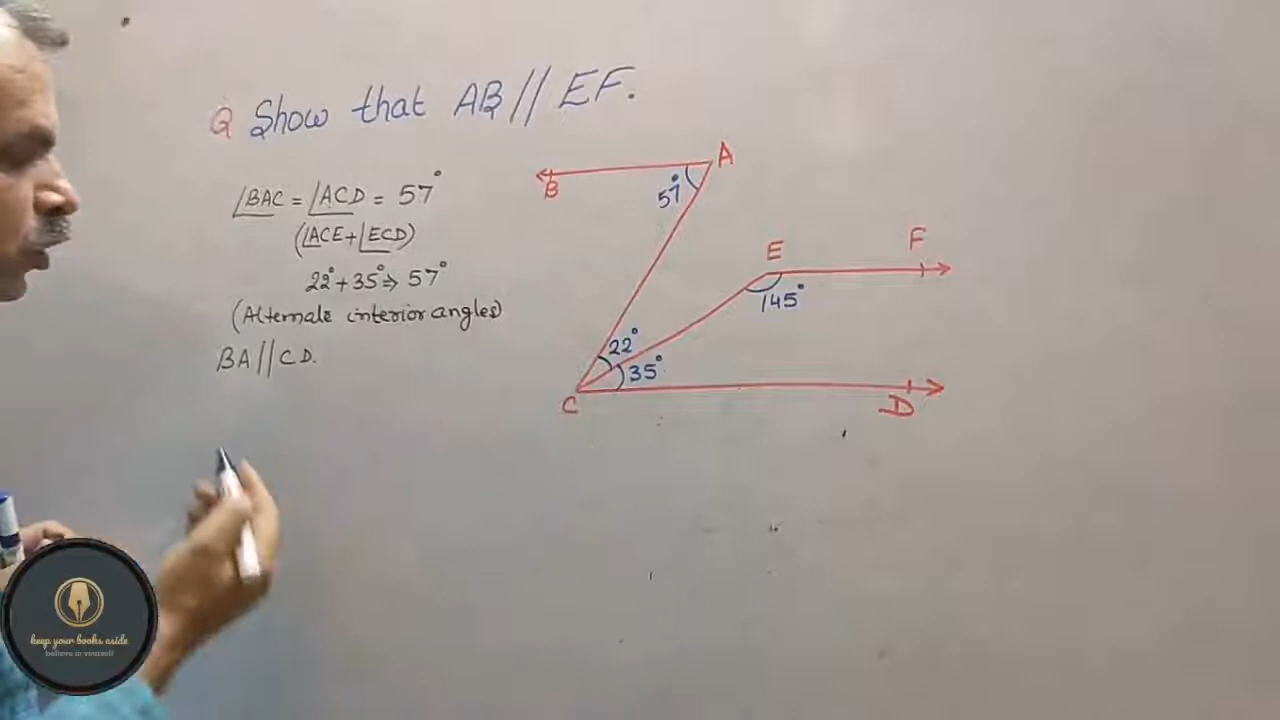 Q Show that AB // EF.
∠BAC = ∠ACD = 57°
(∠ACE + ∠ECD)
22° + 35° ⇒ 57°
(Alternate interior angles)
BA // CD.
A
B
57°
E
F
145°
22°
35°
C
D
keep your books aside
believe in yourself